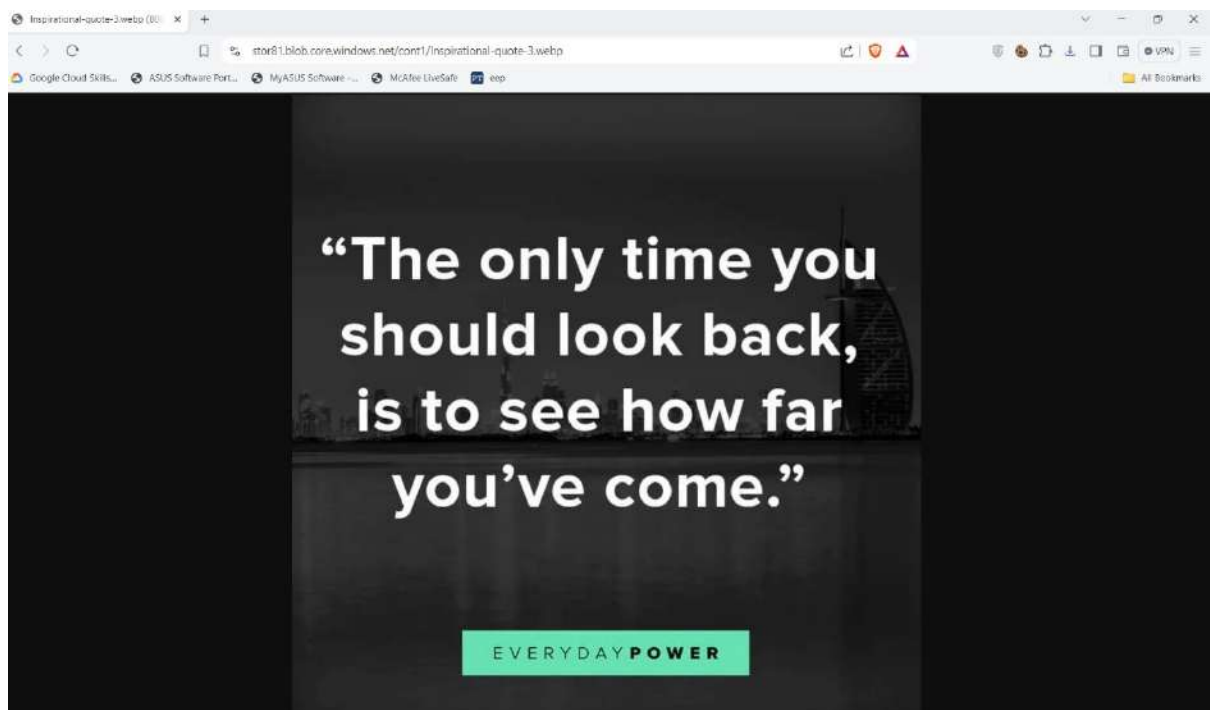 Inspirational-quote-3.webp (80
stor81.blob.core.windows.net/cont1/Inspirational-quote-3.webp
VPN
Google Cloud Skills...
ASUS Software Port...
MyASUS Software -...
McAfee LiveSafe
PT
eep
All Bookmarks
“The only time you
should look back,
is to see how far
you’ve come.”
EVERYDAYPOWER